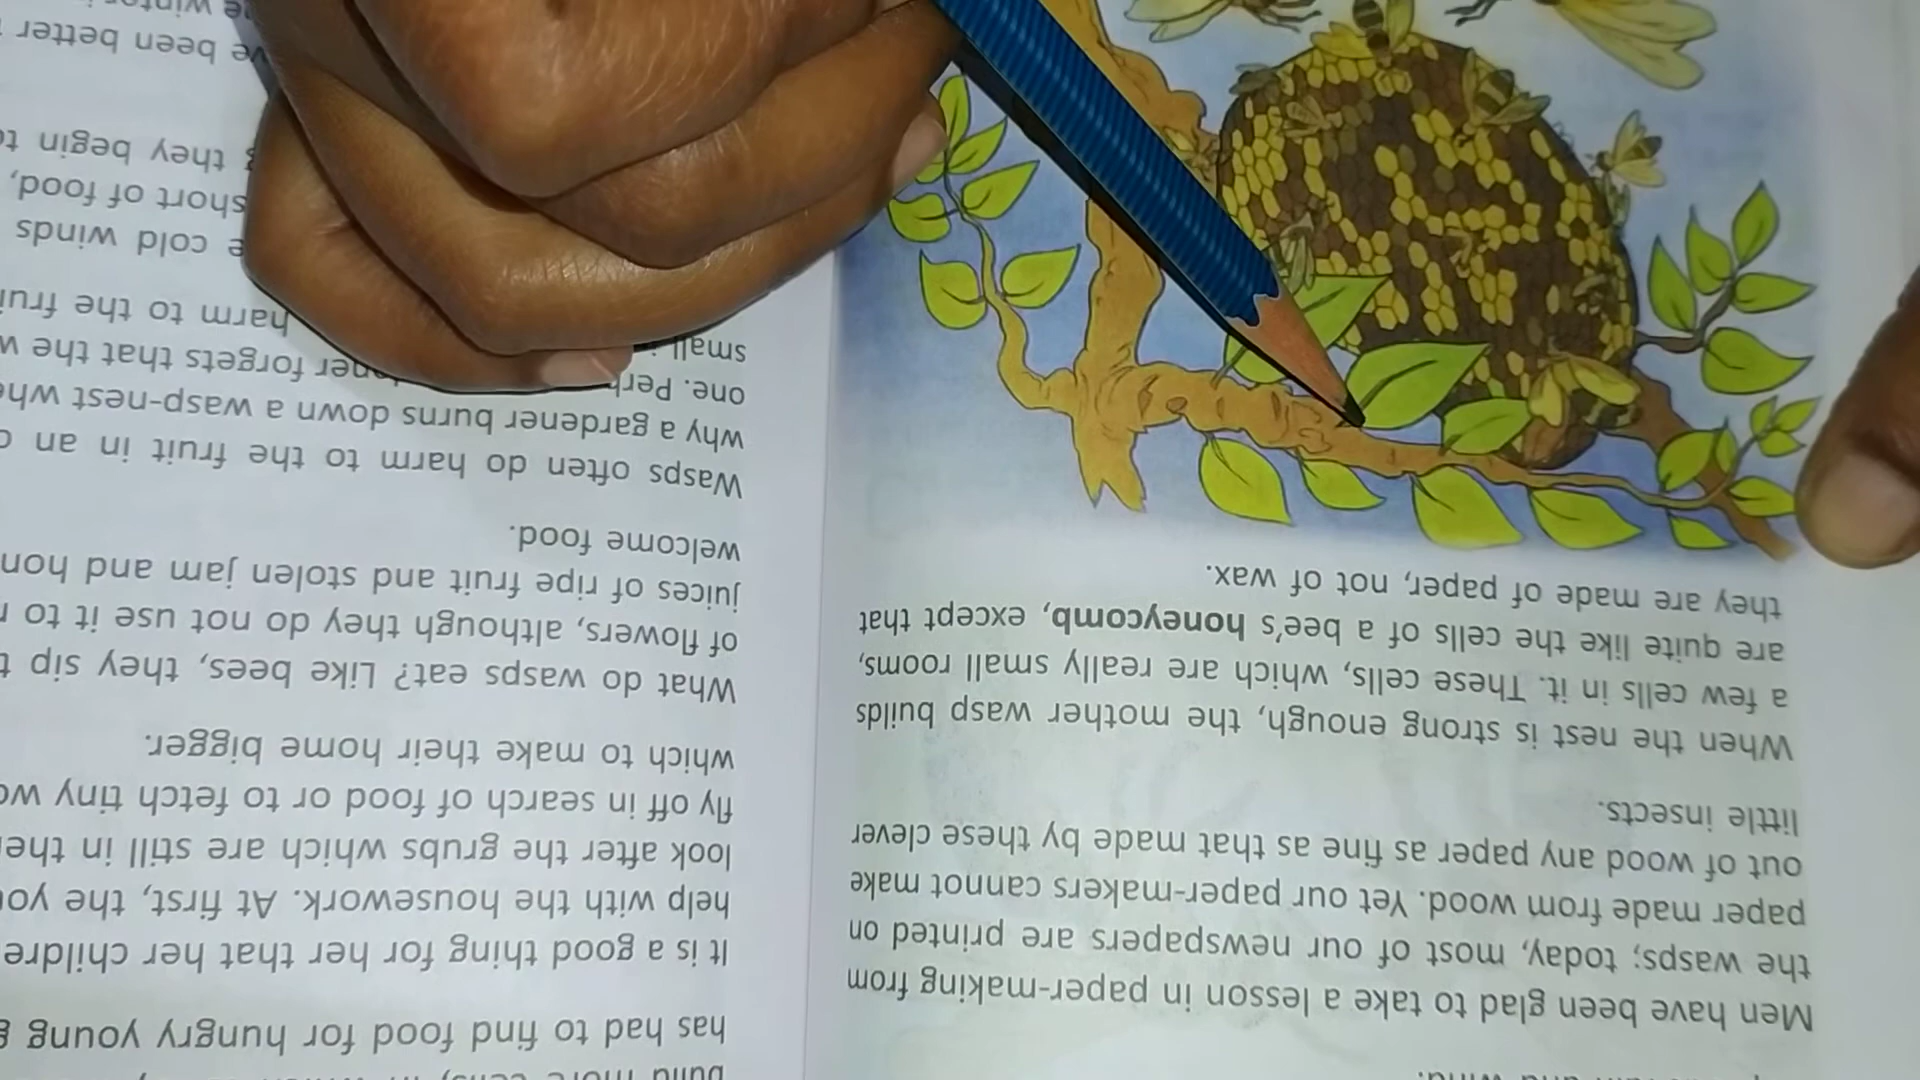 Men have been glad to take a lesson in paper-making from
the wasps; today, most of our newspapers are printed on
paper made from wood. Yet our paper-makers cannot make
out of wood any paper as fine as that made by these clever
little insects.
When the nest is strong enough, the mother wasp builds
a few cells in it. These cells, which are really small rooms,
are quite like the cells of a bee's honeycomb, except that
they are made of paper, not of wax.
has had to find food for hungry young
It is a good thing for her that her
help with the housework. At first, the
look after the grubs which are still in
fly off in search of food or to fetch tiny
which to make their home bigger.
What do wasps eat? Like bees, they sip
of flowers, although they do not use it to
juices of ripe fruit and stolen jam and
welcome food.
Wasps often do harm to the fruit in an
why a gardener burns down a wasp-nest
one. forgets that the
small harm to the
cold winds
short of food,
they begin
been better